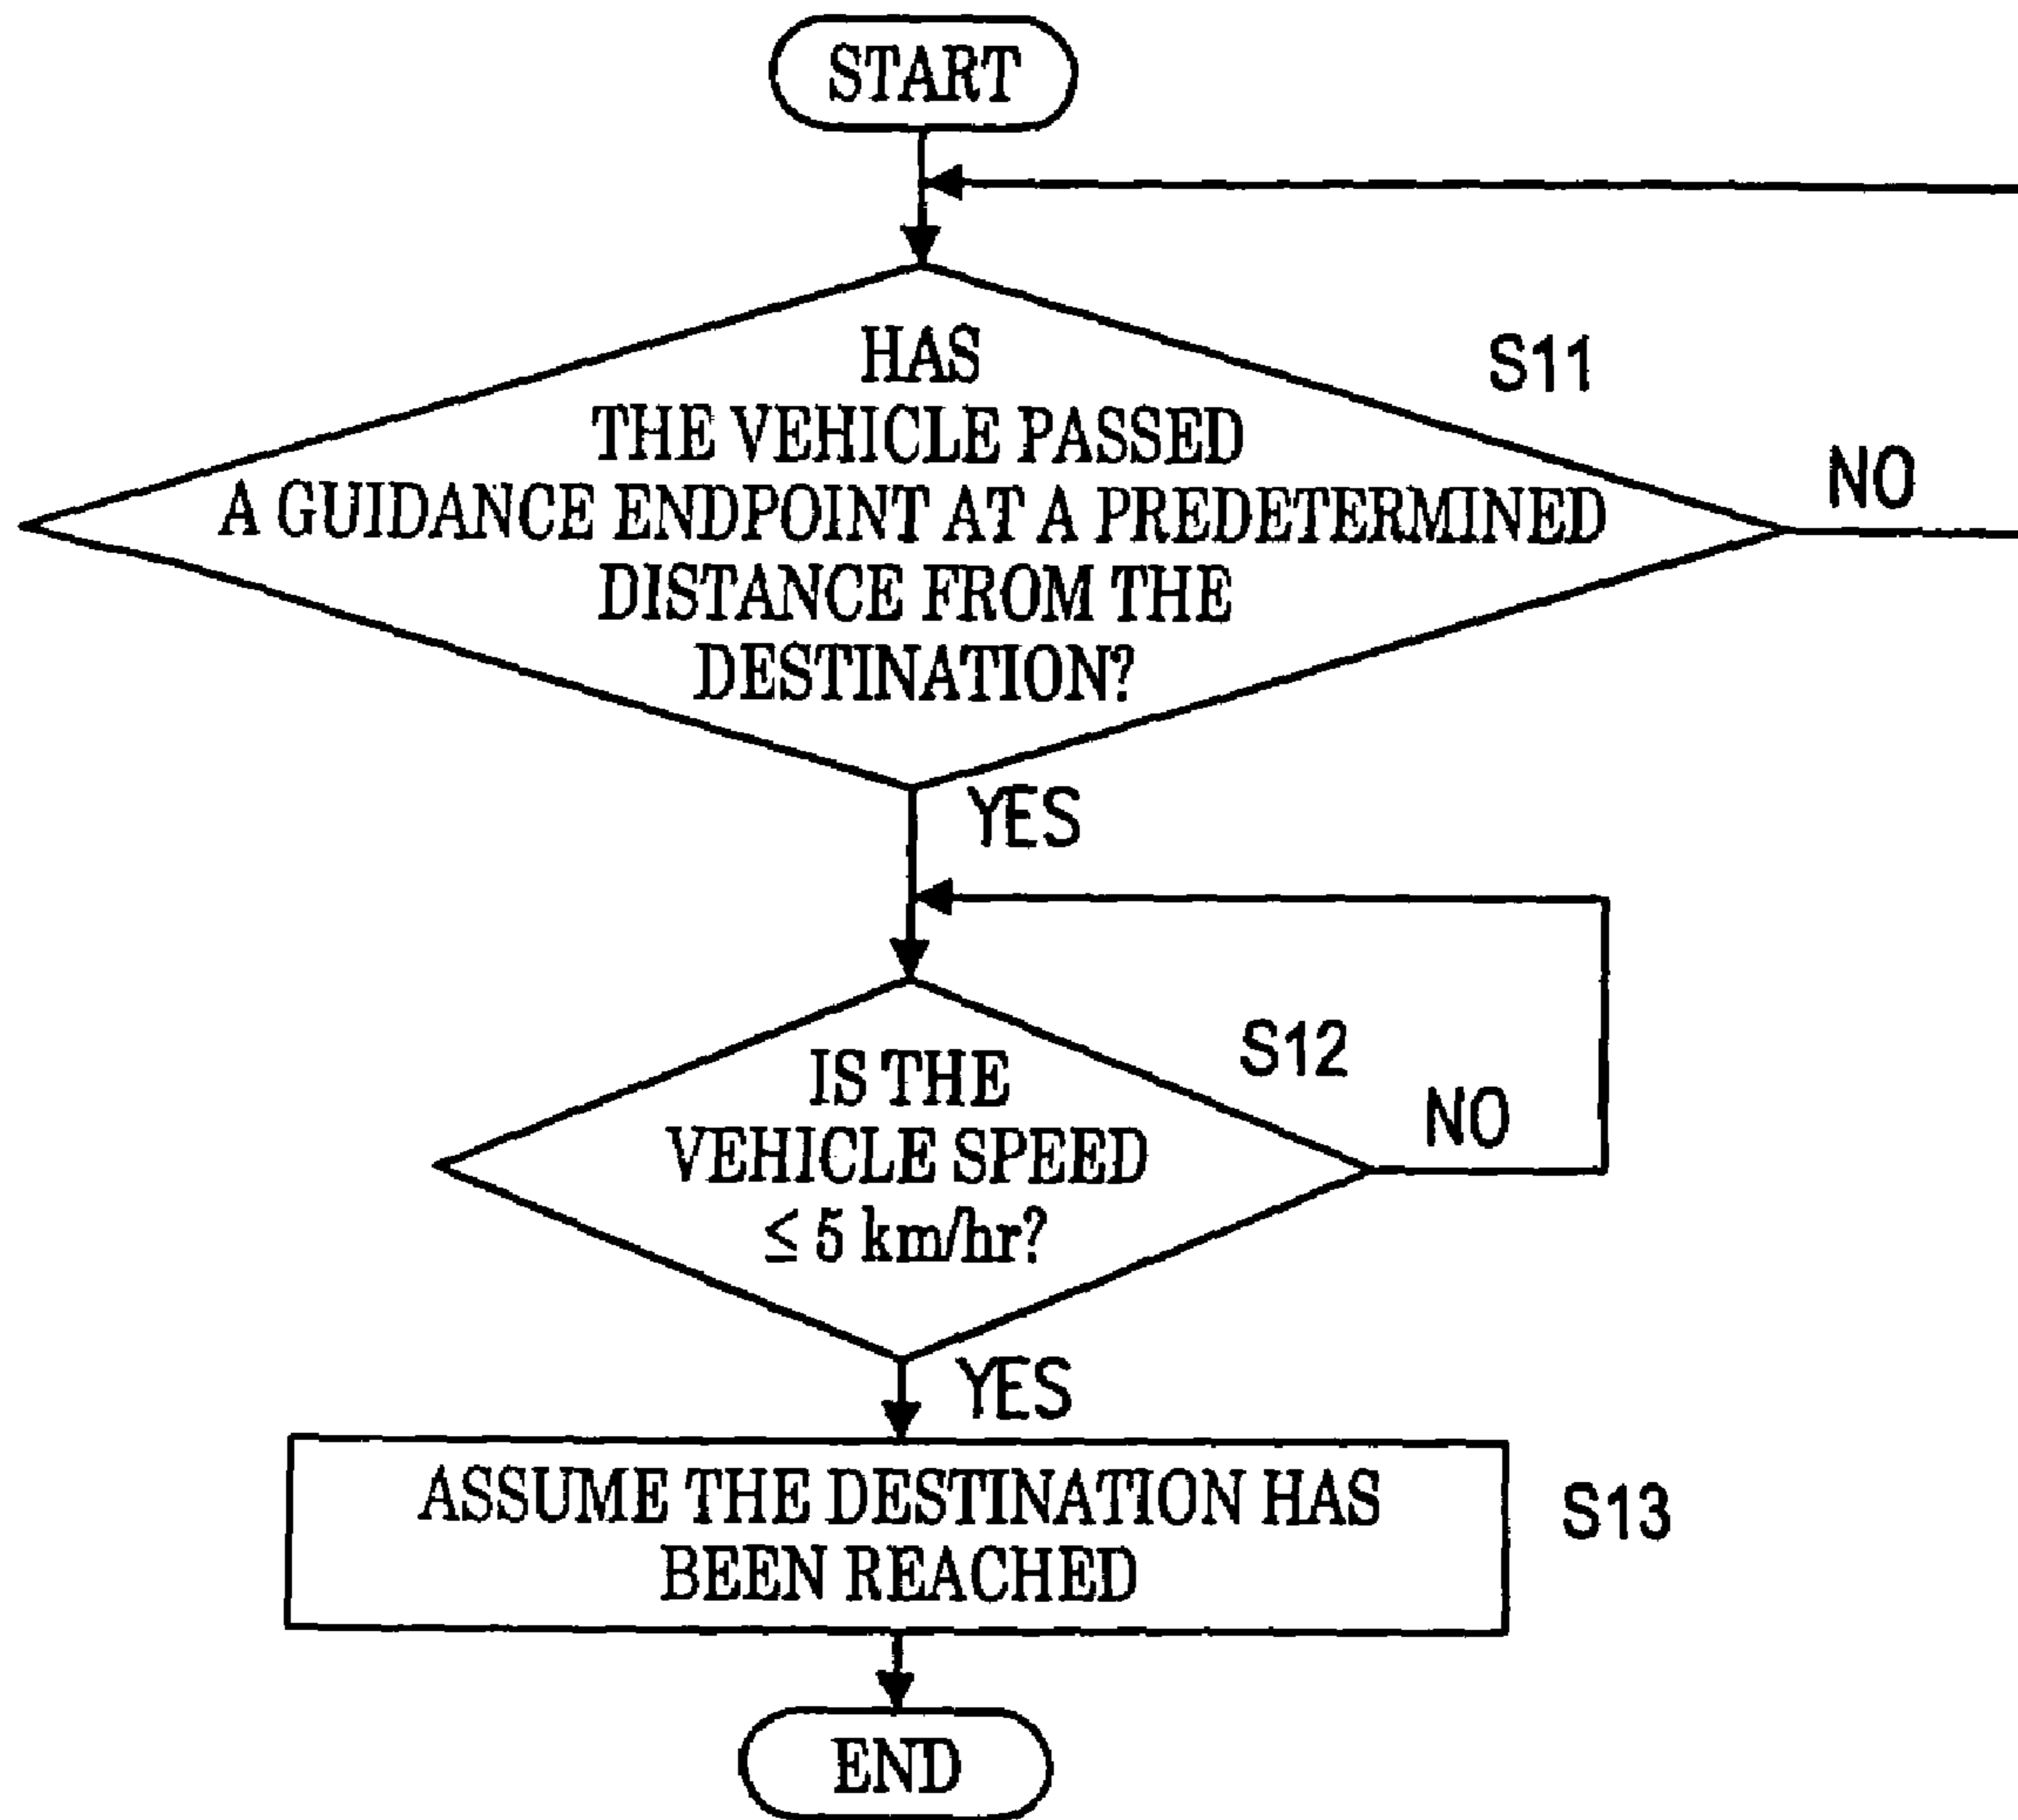 START
HAS
THE VEHICLE PASSED
A GUIDANCE ENDPOINT AT A PREDETERMINED
DISTANCE FROM THE
DESTINATION?
S11
NO
YES
IS THE
VEHICLE SPEED
≤ 5 km/hr?
S12
NO
YES
ASSUME THE DESTINATION HAS
BEEN REACHED
S13
END